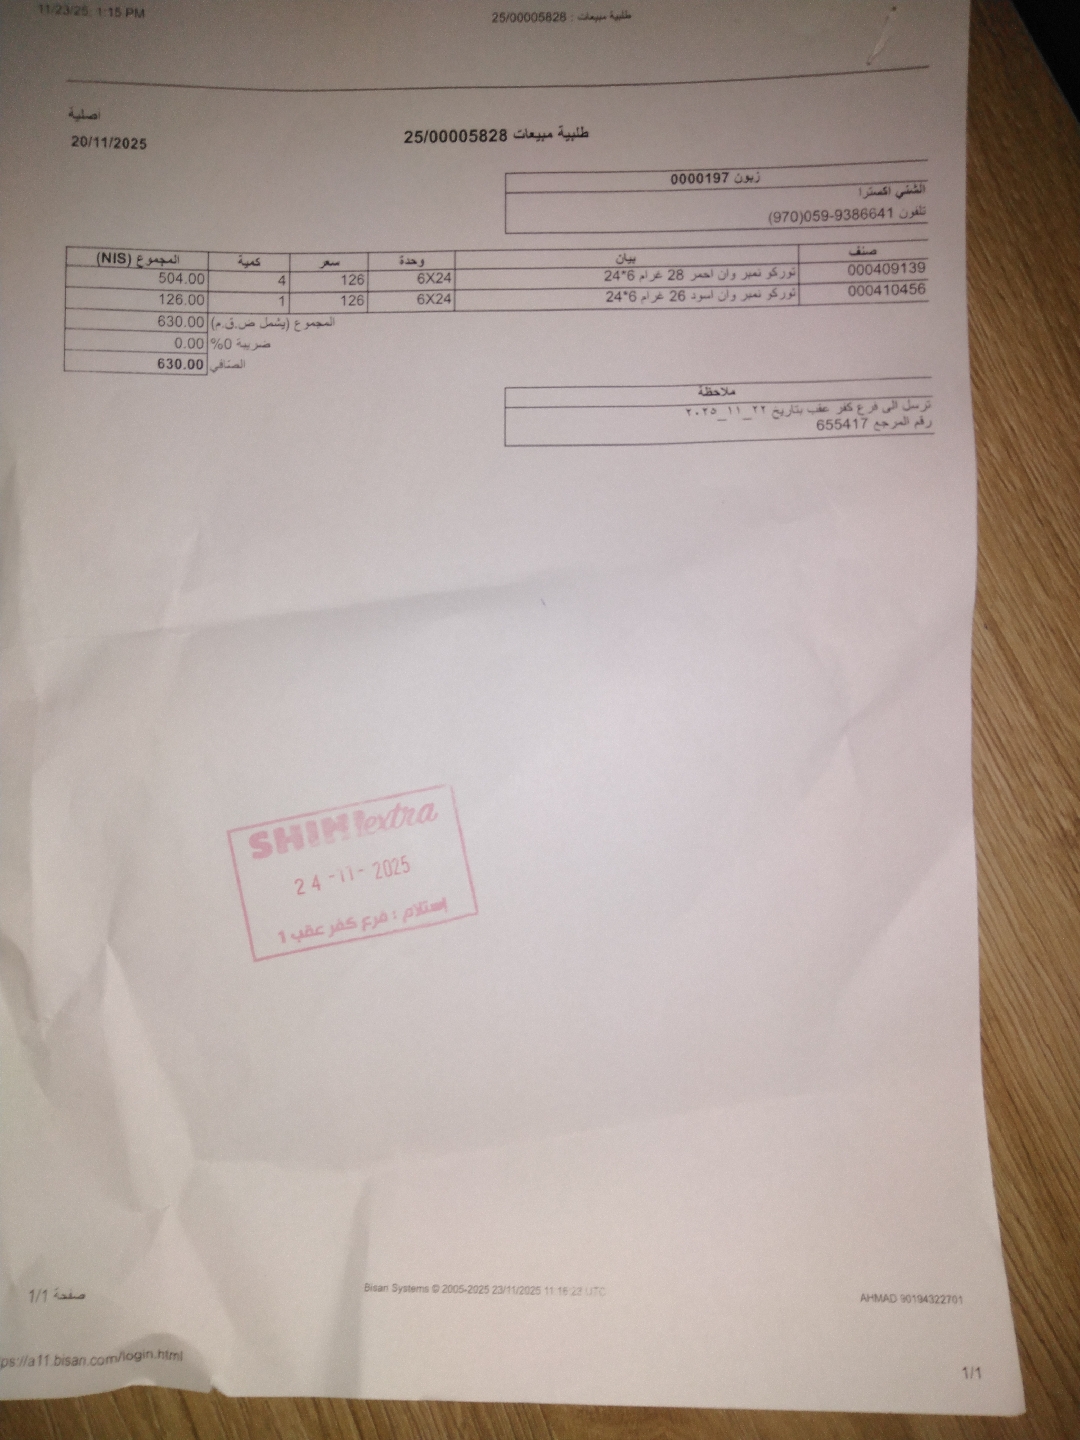 11/23/25, 1:15 PM
طلبية مبيعات : 25/00005828
اصلية
20/11/2025
طلبية مبيعات 25/00005828
زبون 0000197
الشني اكسترا
تلفون 059-9386641(970)
صنف بيان وحدة سعر كمية المجموع (NIS)
000409139 توركو نمبر وان احمر 28 غرام 6*24 6X24 126 4 504.00
000410456 توركو نمبر وان اسود 26 غرام 6*24 6X24 126 1 126.00
المجموع (يشمل ض.ق.م) 630.00
ضريبة 0% 0.00
الصافي 630.00
ملاحظة
ترسل الى فرع كفر عقب بتاريخ ٢٢_١١_٢٠٢٥
رقم المرجع 655417
SHINI extra
24-11-2025
استلام : فرع كفر عقب 1
صفحة 1/1
Bisan Systems © 2005-2025 23/11/2025 11:16:23 UTC
AHMAD 90194322701
ps://a11.bisan.com/login.html
1/1